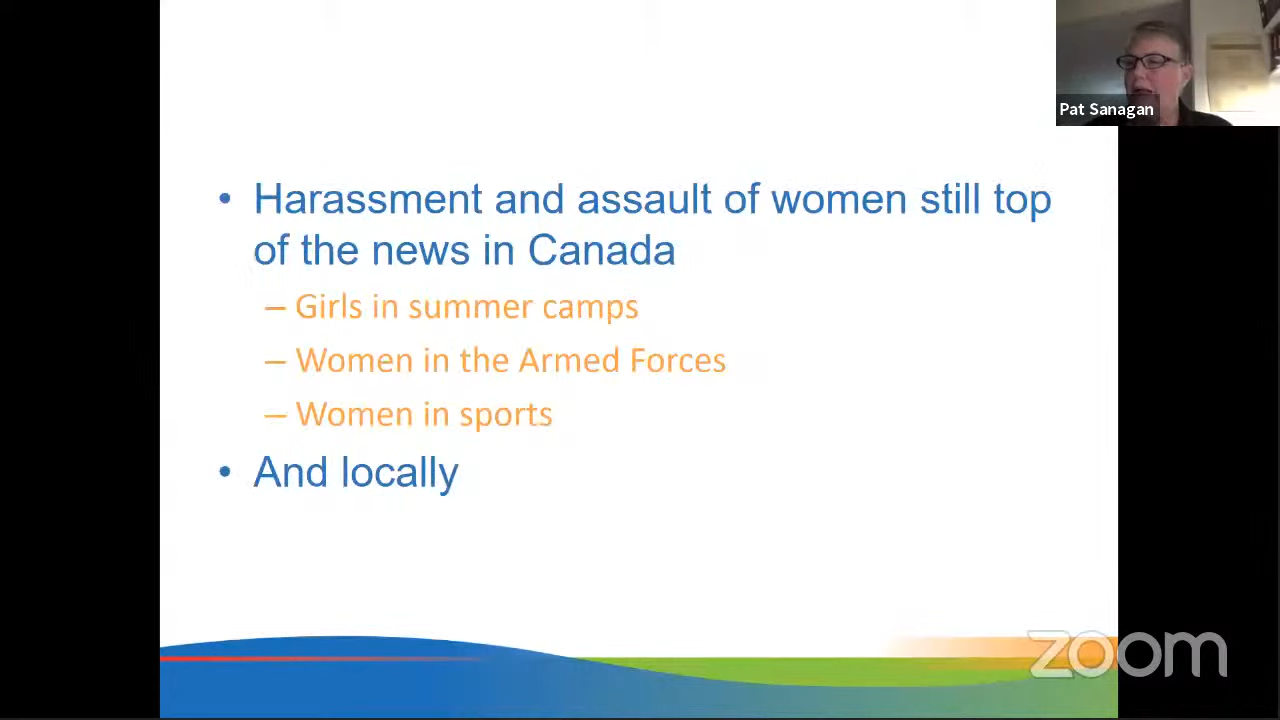 Pat Sanagan
• Harassment and assault of women still top
of the news in Canada
– Girls in summer camps
– Women in the Armed Forces
– Women in sports
• And locally
zoom